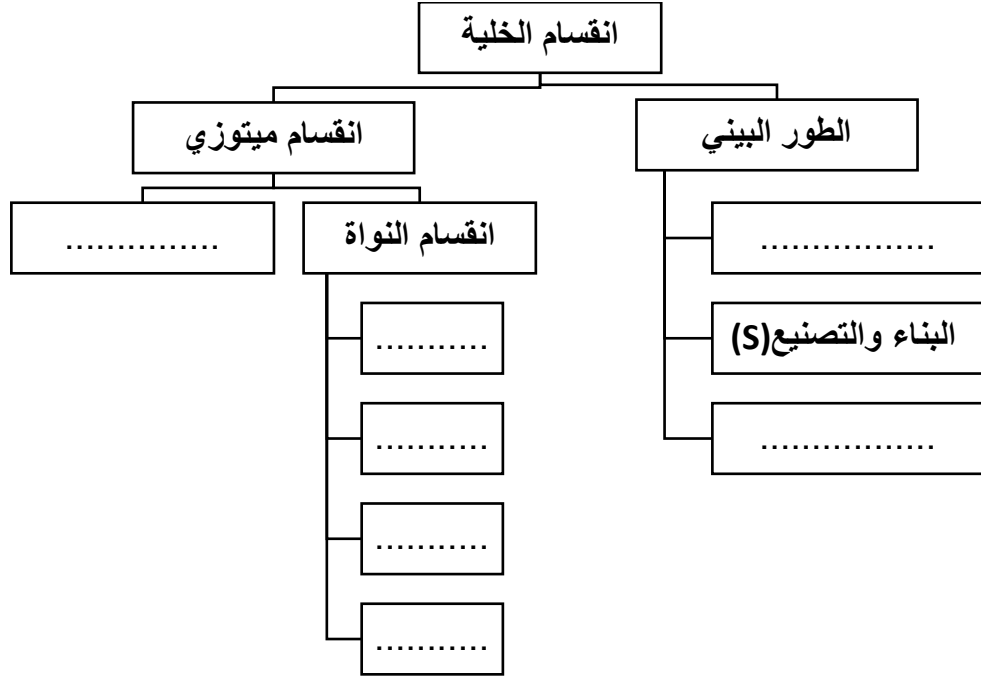 انقسام الخلية
الطور البيني
انقسام ميتوزي
.................
البناء والتصنيع(S)
.................
انقسام النواة
...............
...........
...........
...........
...........